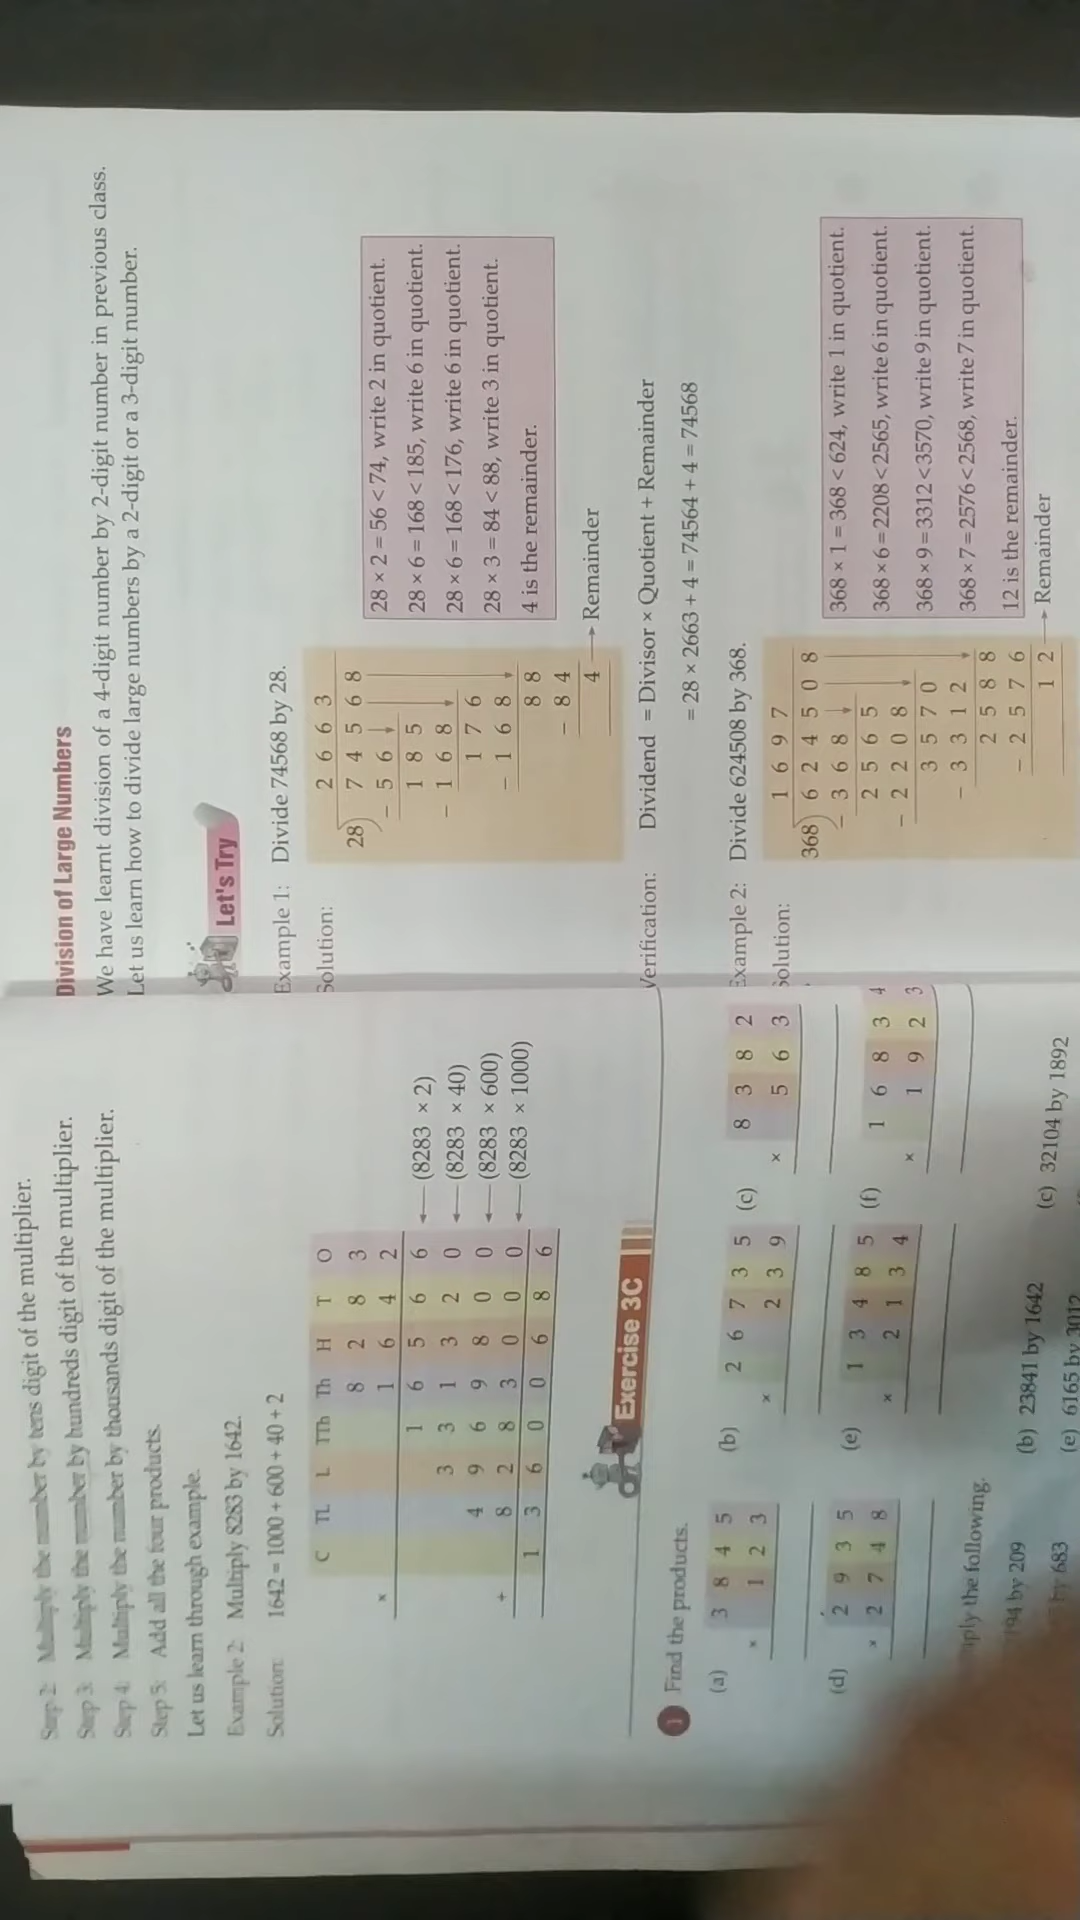 Step 2: Multiply the number by tens digit of the multiplier.
Step 3: Multiply the number by hundreds digit of the multiplier.
Step 4: Multiply the number by thousands digit of the multiplier.
Step 5: Add all the four products.
Let us learn through example.
Example 2: Multiply 8283 by 1642.
Solution: 1642 = 1000 + 600 + 40 + 2
C TL L TTh Th H T O
8 2 8 3
× 1 6 4 2
1 6 5 6 6 ← (8283 × 2)
3 3 1 3 2 0 ← (8283 × 40)
4 9 6 9 8 0 0 ← (8283 × 600)
+ 8 2 8 3 0 0 0 ← (8283 × 1000)
1 3 6 0 0 6 8 6
Exercise 3C
1 Find the products.
(a) 3 8 4 5
× 1 2 3
(b) 2 6 7 3 5
× 2 3 9
(c) 8 3 8 2
× 5 6 3
(d) 2 9 3 5
× 2 7 4 8
(e) 1 3 4 8 5
× 2 1 3 4
(f) 1 6 8 3 4
× 1 9 2 3
the following.
by 209 (b) 23841 by 1642 (c) 32104 by 1892
by 683 (e) 6165 by 3012
Division of Large Numbers
We have learnt division of a 4-digit number by 2-digit number in previous class.
Let us learn how to divide large numbers by a 2-digit or a 3-digit number.
Let's Try
Example 1: Divide 74568 by 28.
Solution:
2 6 6 3
28) 7 4 5 6 8
– 5 6
1 8 5
– 1 6 8
1 7 6
– 1 6 8
8 8
– 8 4
4 → Remainder
28 × 2 = 56 < 74, write 2 in quotient.
28 × 6 = 168 < 185, write 6 in quotient.
28 × 6 = 168 < 176, write 6 in quotient.
28 × 3 = 84 < 88, write 3 in quotient.
4 is the remainder.
Verification: Dividend = Divisor × Quotient + Remainder
= 28 × 2663 + 4 = 74564 + 4 = 74568
Example 2: Divide 624508 by 368.
Solution:
1 6 9 7
368) 6 2 4 5 0 8
– 3 6 8
2 5 6 5
– 2 2 0 8
3 5 7 0
– 3 3 1 2
2 5 8 8
– 2 5 7 6
1 2 → Remainder
368 × 1 = 368 < 624, write 1 in quotient.
368 × 6 = 2208 < 2565, write 6 in quotient.
368 × 9 = 3312 < 3570, write 9 in quotient.
368 × 7 = 2576 < 2568, write 7 in quotient.
12 is the remainder.